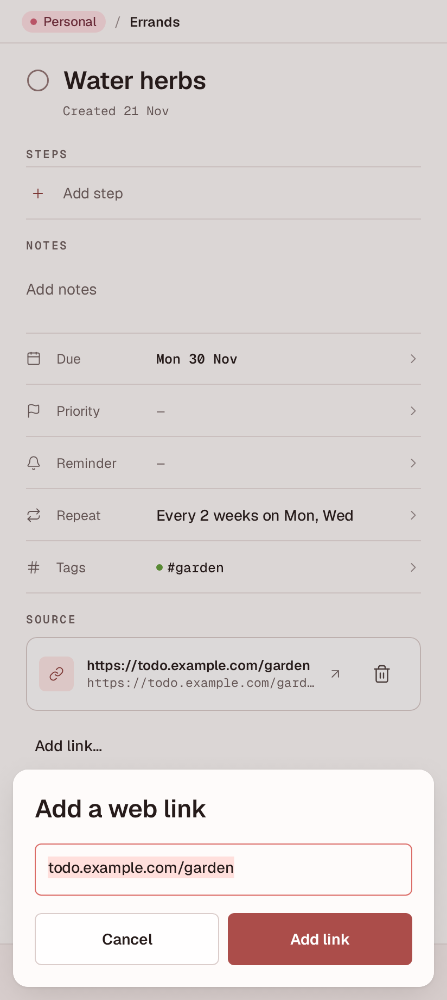 Personal / Errands
Water herbs
Created 21 Nov
STEPS
+ Add step
NOTES
Add notes
Due Mon 30 Nov
Priority –
Reminder –
Repeat Every 2 weeks on Mon, Wed
Tags #garden
SOURCE
https://todo.example.com/garden
https://todo.example.com/gard…
Add link…
Add a web link
todo.example.com/garden
Cancel Add link